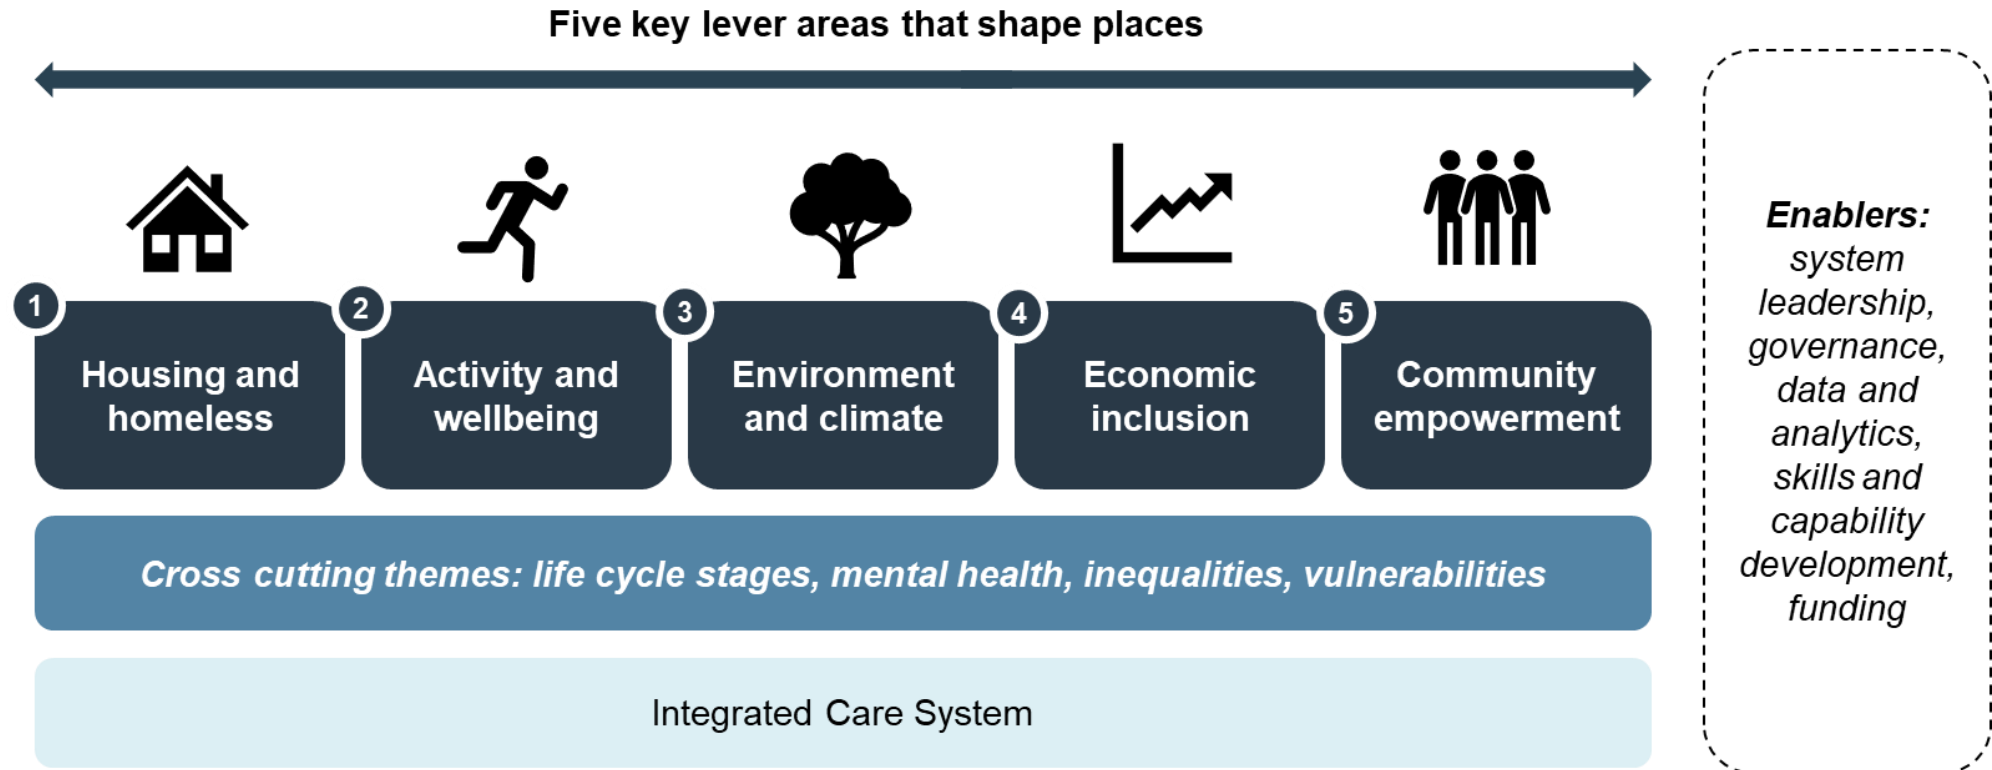 Five key lever areas that shape places
1
Housing and
homeless
2
Activity and
wellbeing
3
Environment
and climate
4
Economic
inclusion
5
Community
empowerment
Cross cutting themes: life cycle stages, mental health, inequalities, vulnerabilities
Integrated Care System
Enablers:
system
leadership,
governance,
data and
analytics,
skills and
capability
development,
funding